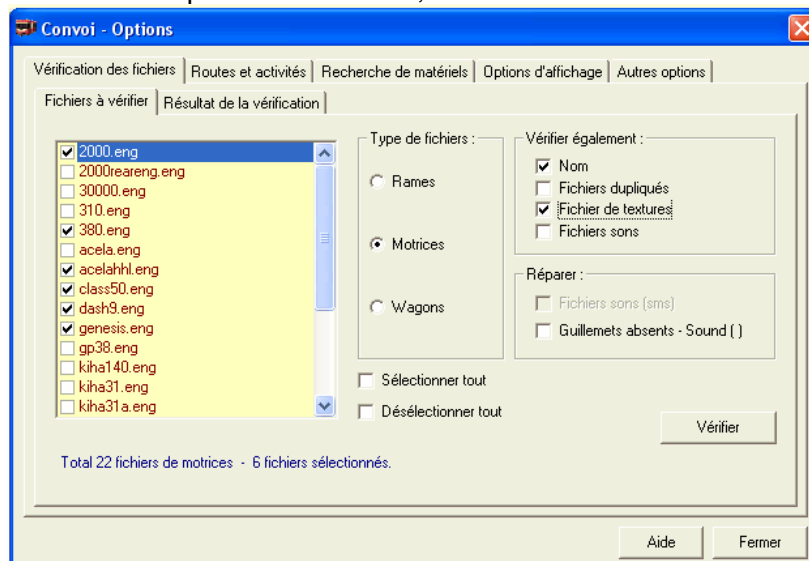 Convoi - Options
Vérification des fichiers
Routes et activités
Recherche de matériels
Options d'affichage
Autres options
Fichiers à vérifier
Résultat de la vérification
2000.eng
2000reareng.eng
30000.eng
310.eng
380.eng
acela.eng
acelahhl.eng
class50.eng
dash9.eng
genesis.eng
gp38.eng
kiha140.eng
kiha31.eng
kiha31a.eng
Type de fichiers :
Rames
Motrices
Wagons
Sélectionner tout
Désélectionner tout
Vérifier également :
Nom
Fichiers dupliqués
Fichier de textures
Fichiers sons
Réparer :
Fichiers sons (sms)
Guillemets absents - Sound ( )
Vérifier
Total 22 fichiers de motrices - 6 fichiers sélectionnés.
Aide
Fermer